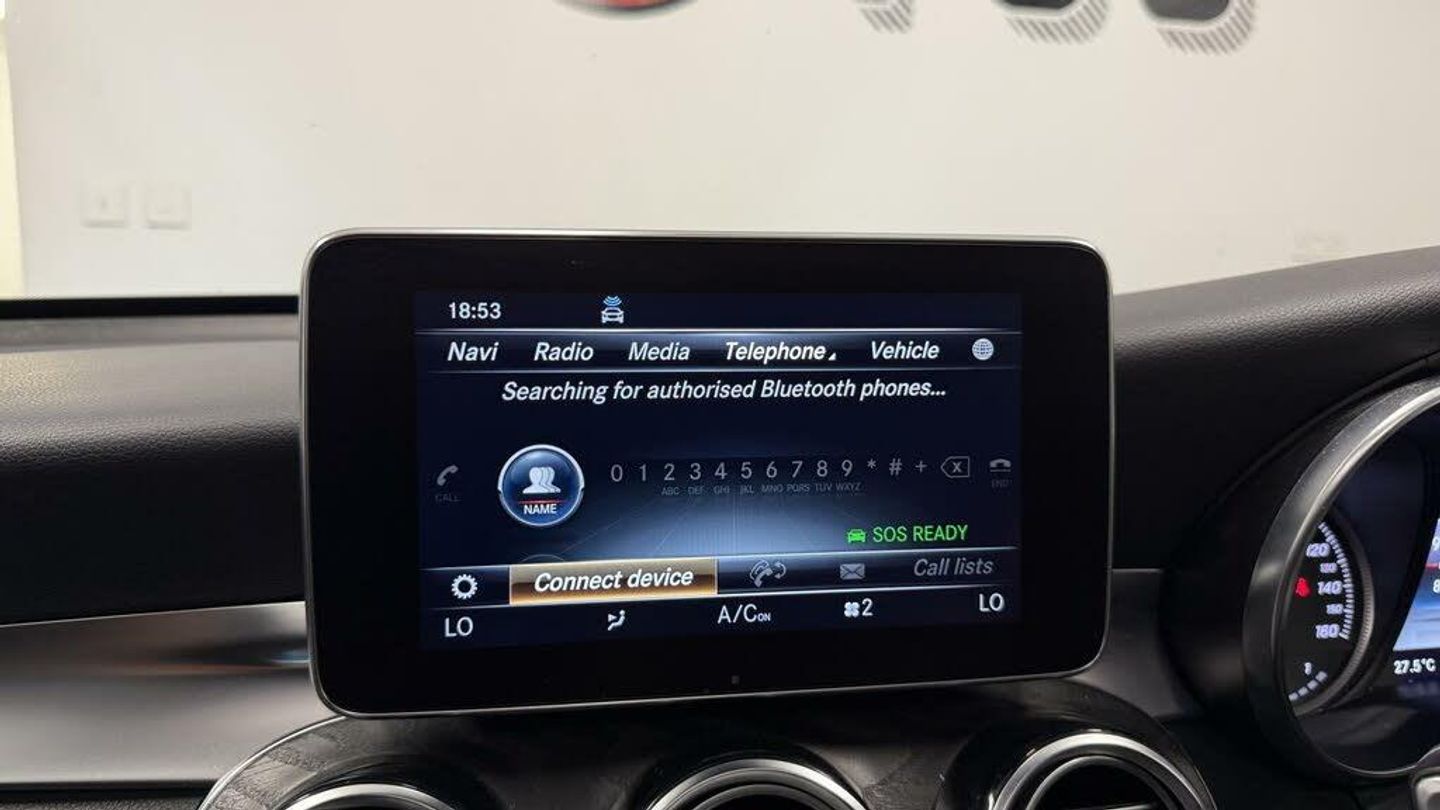 18:53
Navi Radio Media Telephone Vehicle
Searching for authorised Bluetooth phones...
CALL
NAME
0 1 2 3 4 5 6 7 8 9 * # +
ABC DEF GHI JKL MNO PQRS TUV WXYZ
END
SOS READY
Connect device
Call lists
LO A/C ON 2 LO
120
140
160
27.5°C